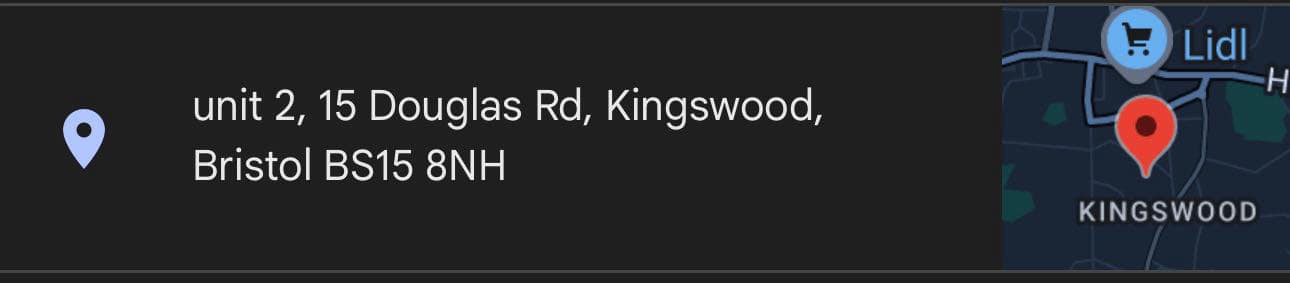 unit 2, 15 Douglas Rd, Kingswood,
Bristol BS15 8NH
Lidl
H
KINGSWOOD